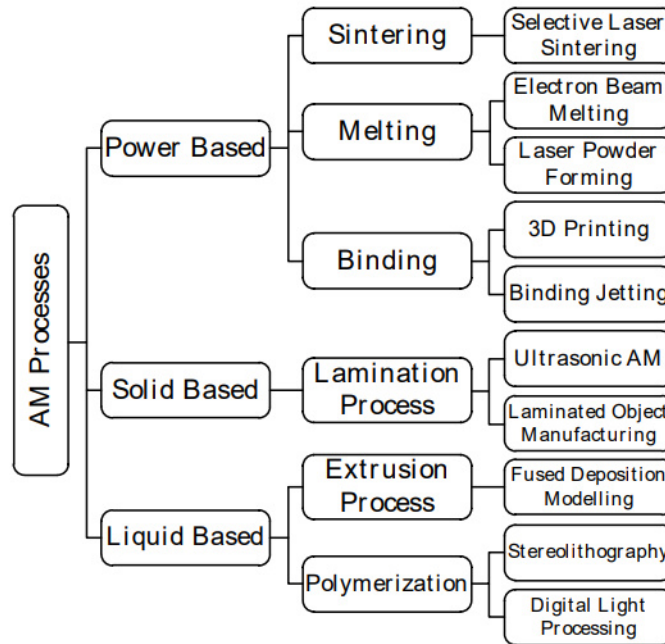 AM Processes
Power Based
Sintering
Selective Laser
Sintering
Melting
Electron Beam
Melting
Laser Powder
Forming
Binding
3D Printing
Binding Jetting
Solid Based
Lamination
Process
Ultrasonic AM
Laminated Object
Manufacturing
Liquid Based
Extrusion
Process
Fused Deposition
Modelling
Polymerization
Stereolithography
Digital Light
Processing